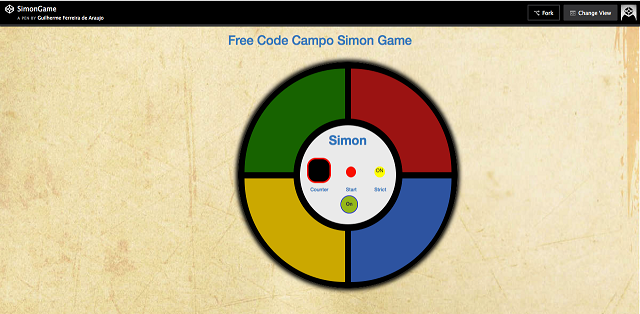 SimonGame
A PEN BY Guilherme Ferreira de Araujo
Fork
Change View
Free Code Campo Simon Game
Simon
ON
Counter Start Strict
On